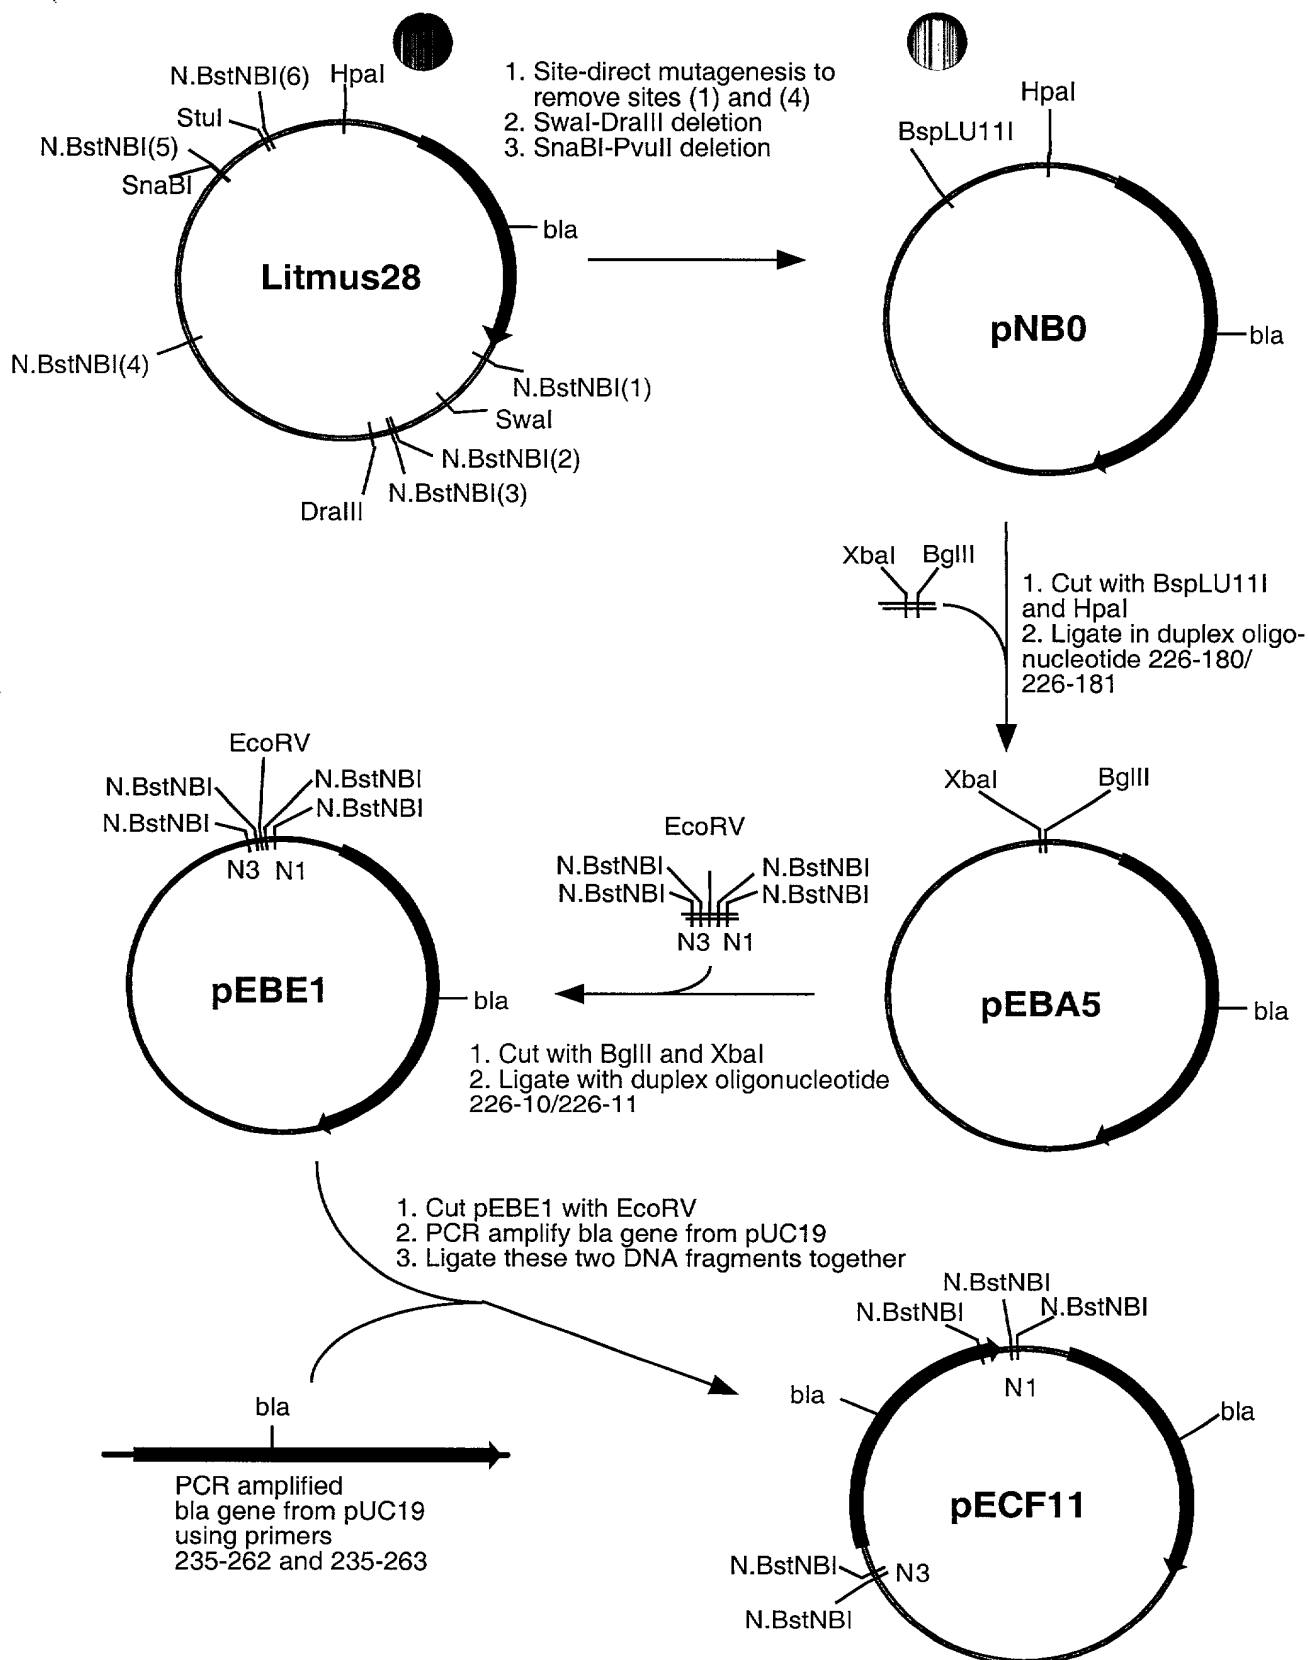 N.BstNBI(6)
HpaI
StuI
N.BstNBI(5)
SnaBI
bla
Litmus28
N.BstNBI(4)
N.BstNBI(1)
SwaI
N.BstNBI(2)
N.BstNBI(3)
DraIII
1. Site-direct mutagenesis to
remove sites (1) and (4)
2. SwaI-DraIII deletion
3. SnaBI-PvuII deletion
HpaI
BspLU11I
pNB0
bla
XbaI
BglII
1. Cut with BspLU11I
and HpaI
2. Ligate in duplex oligo-
nucleotide 226-180/
226-181
EcoRV
N.BstNBI
N.BstNBI
N.BstNBI
N.BstNBI
N3
N1
pEBE1
bla
EcoRV
N.BstNBI
N.BstNBI
N.BstNBI
N.BstNBI
N3
N1
1. Cut with BglII and XbaI
2. Ligate with duplex oligonucleotide
226-10/226-11
XbaI
BglII
pEBA5
bla
1. Cut pEBE1 with EcoRV
2. PCR amplify bla gene from pUC19
3. Ligate these two DNA fragments together
bla
PCR amplified
bla gene from pUC19
using primers
235-262 and 235-263
N.BstNBI
N.BstNBI
N.BstNBI
N1
bla
bla
pECF11
N.BstNBI
N3
N.BstNBI